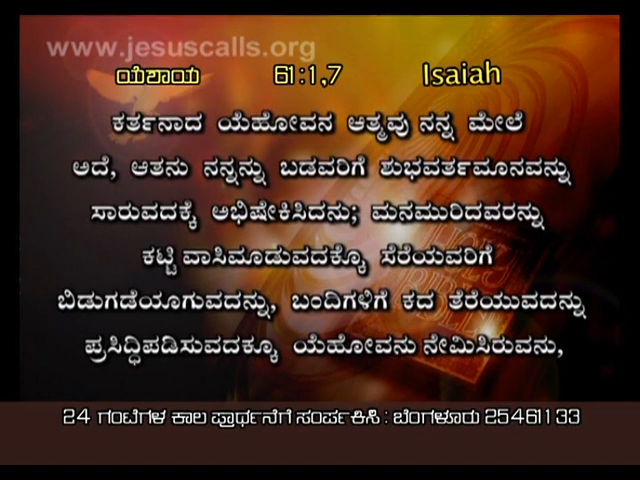 www.jesuscalls.org
ಯೆಶಾಯ 61:1,7 Isaiah
ಕರ್ತನಾದ ಯೆಹೋವನ ಆತ್ಮವು ನನ್ನ ಮೇಲೆ
ಅದೆ, ಆತನು ನನ್ನನ್ನು ಬಡವರಿಗೆ ಶುಭವರ್ತಮಾನವನ್ನು
ಸಾರುವದಕ್ಕೆ ಅಭಿಷೇಕಿಸಿದನು; ಮನಮುರಿದವರನ್ನು
ಕಟ್ಟಿ ವಾಸಿಮಾಡುವದಕ್ಕೊ ಸೆರೆಯವರಿಗೆ
ಬಿಡುಗಡೆಯಾಗುವದನ್ನು, ಬಂದಿಗಳಿಗೆ ಕದ ತೆರೆಯುವದನ್ನು
ಪ್ರಸಿದ್ಧಿಪಡಿಸುವದಕ್ಕೂ ಯೆಹೋವನು ನೇಮಿಸಿರುವನು,
24 ಗಂಟೆಗಳ ಕಾಲ ಪ್ರಾರ್ಥನೆಗೆ ಸಂರ್ಪಕಿಸಿ : ಬೆಂಗಳೂರು 25461133